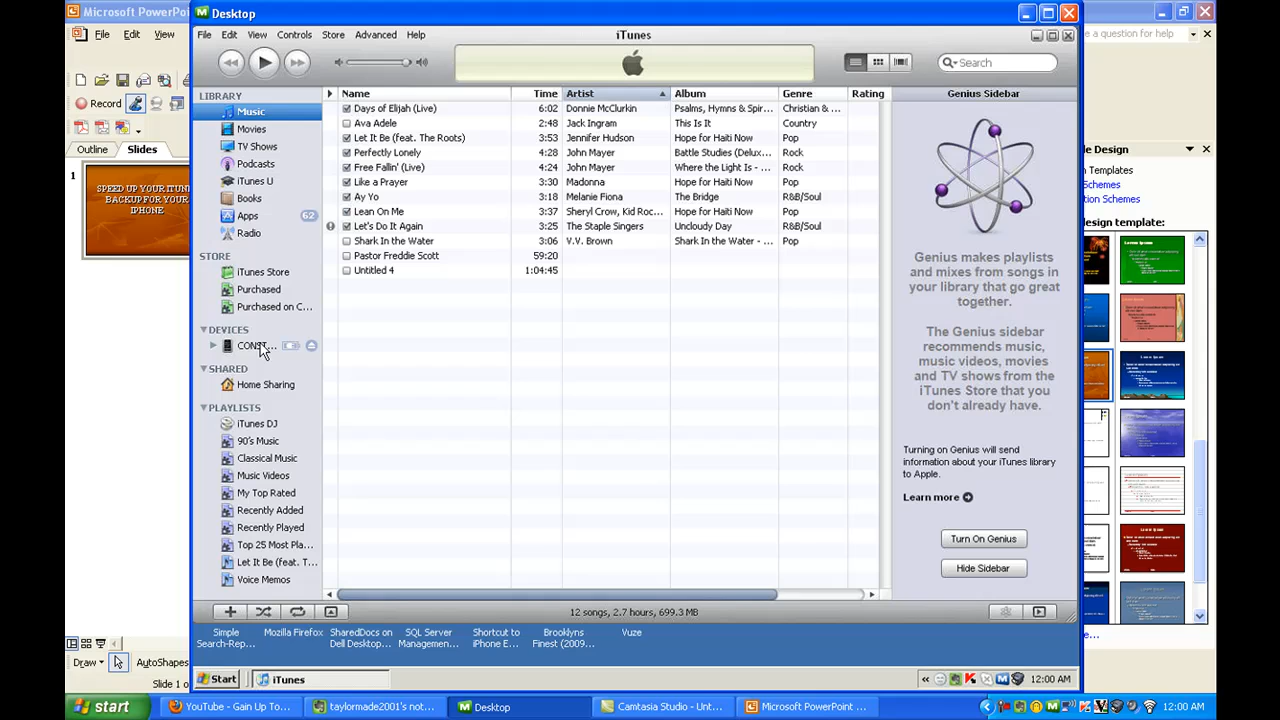 Microsoft PowerPoint
File Edit View
a question for help
Record
Outline Slides
1
SPEED UP YOUR ITUNES
BACKUP FOR YOUR
IPHONE
Draw AutoShapes
Slide 1 o
Desktop
File Edit View Controls Store Advanced Help
iTunes
Search
LIBRARY
Music
Movies
TV Shows
Podcasts
iTunes U
Books
Apps 62
Radio
STORE
iTunes Store
Purchased
Purchased on C...
DEVICES
CONST...
SHARED
Home Sharing
PLAYLISTS
iTunes DJ
90's Music
Classical Music
Music Videos
My Top Rated
Recently Added
Recently Played
Top 25 Most Pla...
Let It Be (feat. T...
Voice Memos
Name Time Artist Album Genre Rating
Days of Elijah (Live) 6:02 Donnie McClurkin Psalms, Hymns & Spir... Christian & ...
Ava Adele 2:48 Jack Ingram This Is It Country
Let It Be (feat. The Roots) 3:53 Jennifer Hudson Hope for Haiti Now Pop
Perfectly Lonely 4:28 John Mayer Battle Studies (Delux... Rock
Free Fallin' (Live) 4:24 John Mayer Where the Light Is - ... Rock
Like a Prayer 3:30 Madonna Hope for Haiti Now Pop
Ay Yo 3:18 Melanie Fiona The Bridge R&B/Soul
Lean On Me 3:37 Sheryl Crow, Kid Roc... Hope for Haiti Now Pop
Let's Do It Again 3:25 The Staple Singers Uncloudy Day R&B/Soul
Shark In the Water 3:06 V.V. Brown Shark In the Water - ... Pop
Pastor Freddie Scott 59:20
Untitled 4 1:04:45
Genius Sidebar
Genius makes playlists
and mixes from songs in
your library that go great
together.
The Genius sidebar
recommends music,
music videos, movies
and TV shows from the
iTunes Store that you
don't already have.
Turning on Genius will send
information about your iTunes library
to Apple.
Learn more
Turn On Genius
Hide Sidebar
12 songs, 2.7 hours, 699.3 MB
Simple
Search-Rep...
Mozilla Firefox
SharedDocs on
Dell Desktop...
SQL Server
Managemen...
Shortcut to
iPhone E...
Brooklyns
Finest (2009...
Vuze
Start iTunes 12:00 AM
le Design
n Templates
Schemes
tion Schemes
design template:
e...
start YouTube - Gain Up To... taylormade2001's not... Desktop Camtasia Studio - Unt... Microsoft PowerPoint ... 12:00 AM